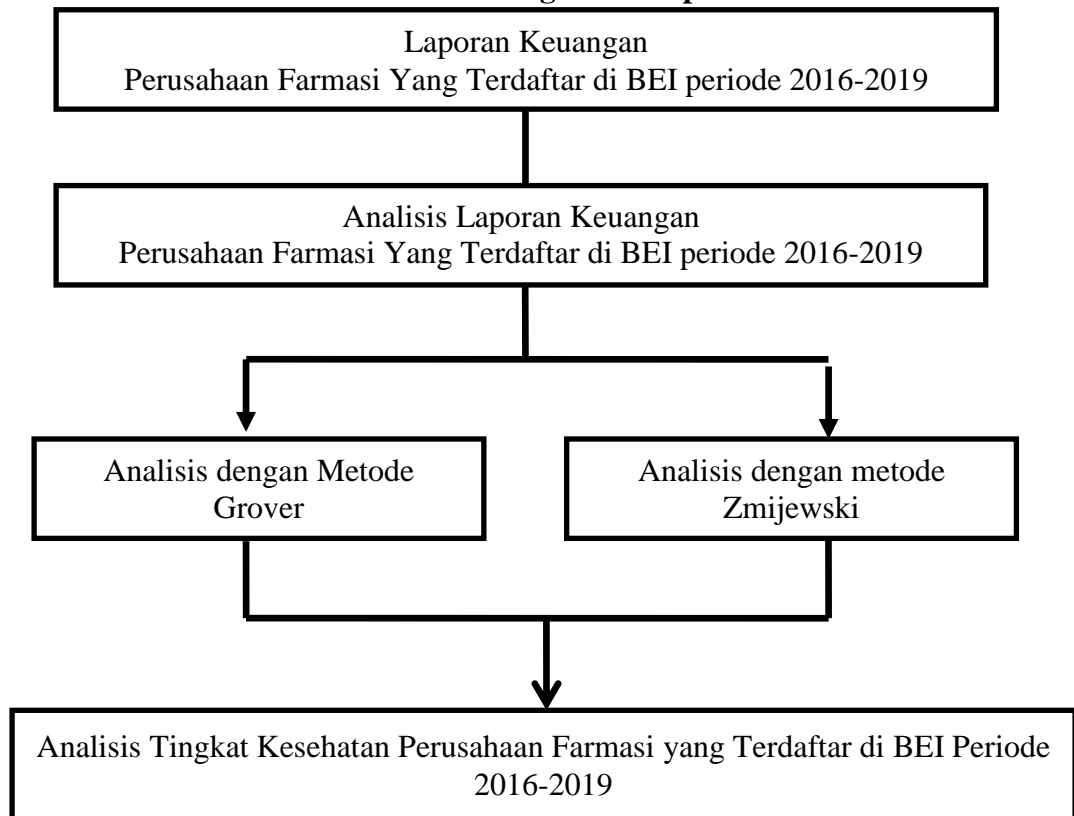 Laporan Keuangan
Perusahaan Farmasi Yang Terdaftar di BEI periode 2016-2019
Analisis Laporan Keuangan
Perusahaan Farmasi Yang Terdaftar di BEI periode 2016-2019
Analisis dengan Metode
Grover
Analisis dengan metode
Zmijewski
Analisis Tingkat Kesehatan Perusahaan Farmasi yang Terdaftar di BEI Periode
2016-2019